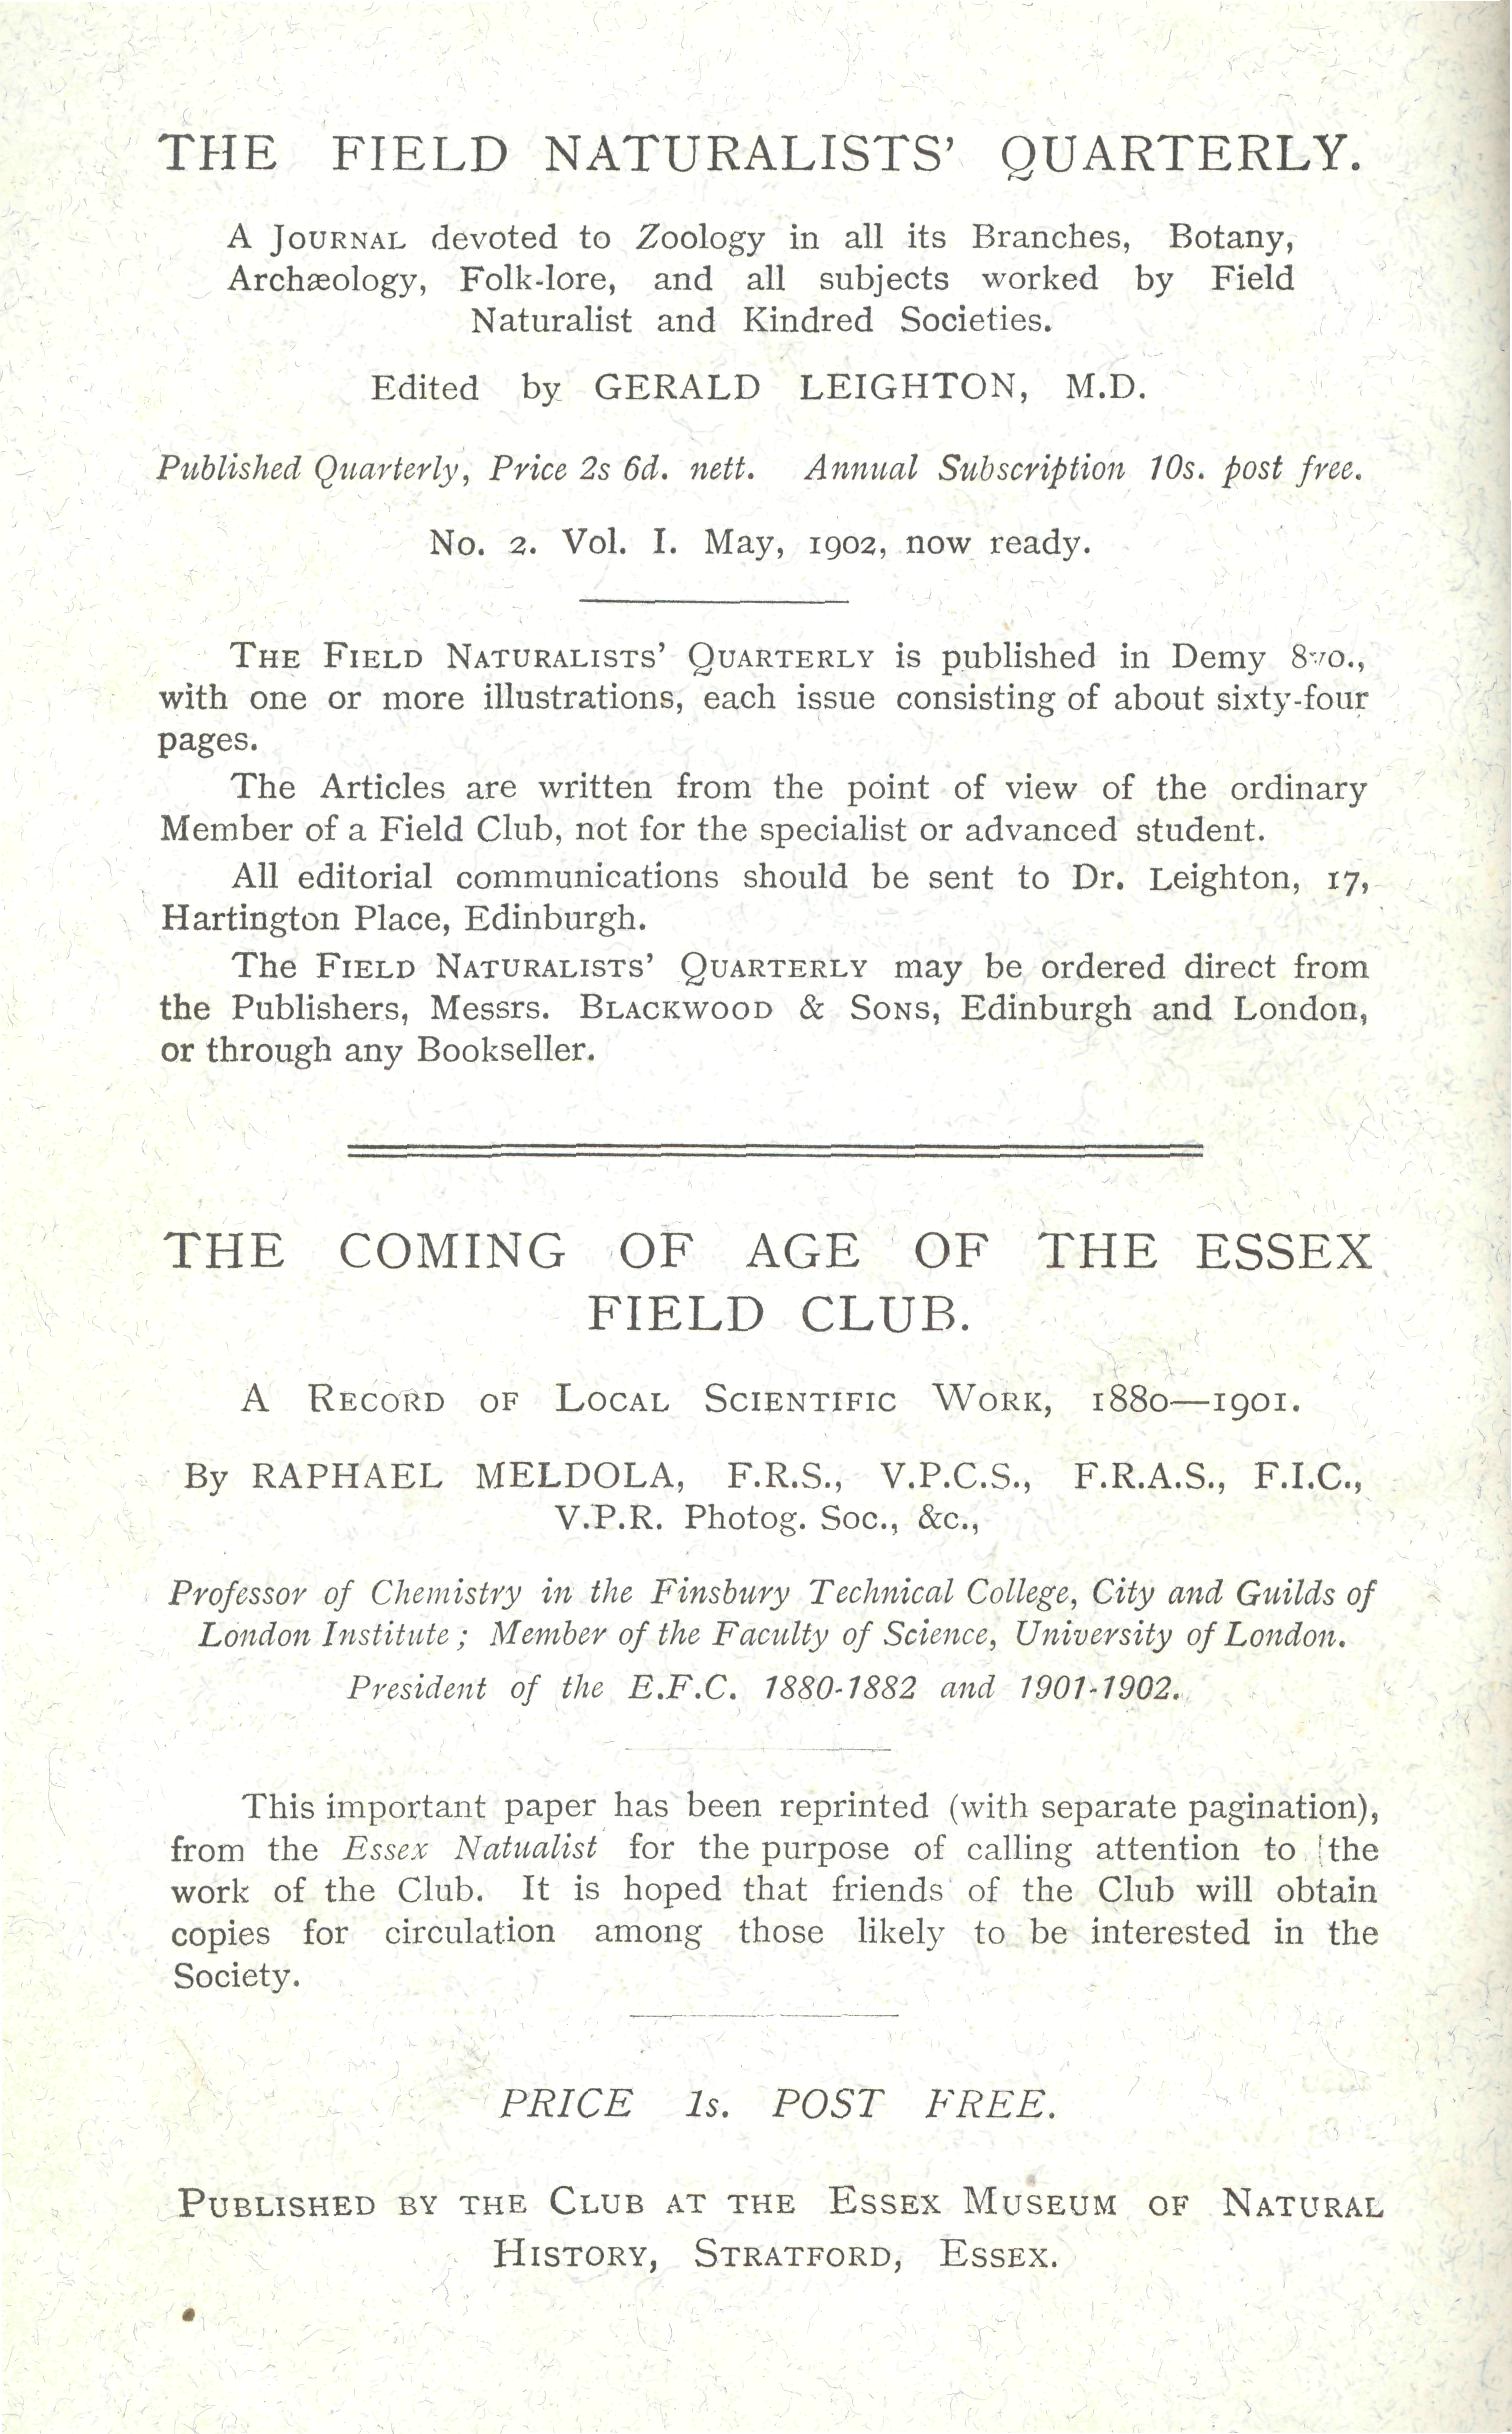 THE FIELD NATURALISTS' QUARTERLY.
A JOURNAL devoted to Zoology in all its Branches, Botany,
Archæology, Folk-lore, and all subjects worked by Field
Naturalist and Kindred Societies.
Edited by GERALD LEIGHTON, M.D.
Published Quarterly, Price 2s 6d. nett. Annual Subscription 10s. post free.
No. 2. Vol. I. May, 1902, now ready.
THE FIELD NATURALISTS' QUARTERLY is published in Demy 8vo.,
with one or more illustrations, each issue consisting of about sixty-four
pages.
The Articles are written from the point of view of the ordinary
Member of a Field Club, not for the specialist or advanced student.
All editorial communications should be sent to Dr. Leighton, 17,
Hartington Place, Edinburgh.
The FIELD NATURALISTS' QUARTERLY may be ordered direct from
the Publishers, Messrs. BLACKWOOD & SONS, Edinburgh and London,
or through any Bookseller.
THE COMING OF AGE OF THE ESSEX
FIELD CLUB.
A RECORD OF LOCAL SCIENTIFIC WORK, 1880—1901.
By RAPHAEL MELDOLA, F.R.S., V.P.C.S., F.R.A.S., F.I.C.,
V.P.R. Photog. Soc., &c.,
Professor of Chemistry in the Finsbury Technical College, City and Guilds of
London Institute; Member of the Faculty of Science, University of London.
President of the E.F.C. 1880-1882 and 1901-1902.
This important paper has been reprinted (with separate pagination),
from the Essex Natualist for the purpose of calling attention to the
work of the Club. It is hoped that friends of the Club will obtain
copies for circulation among those likely to be interested in the
Society.
PRICE 1s. POST FREE.
PUBLISHED BY THE CLUB AT THE ESSEX MUSEUM OF NATURAL
HISTORY, STRATFORD, ESSEX.